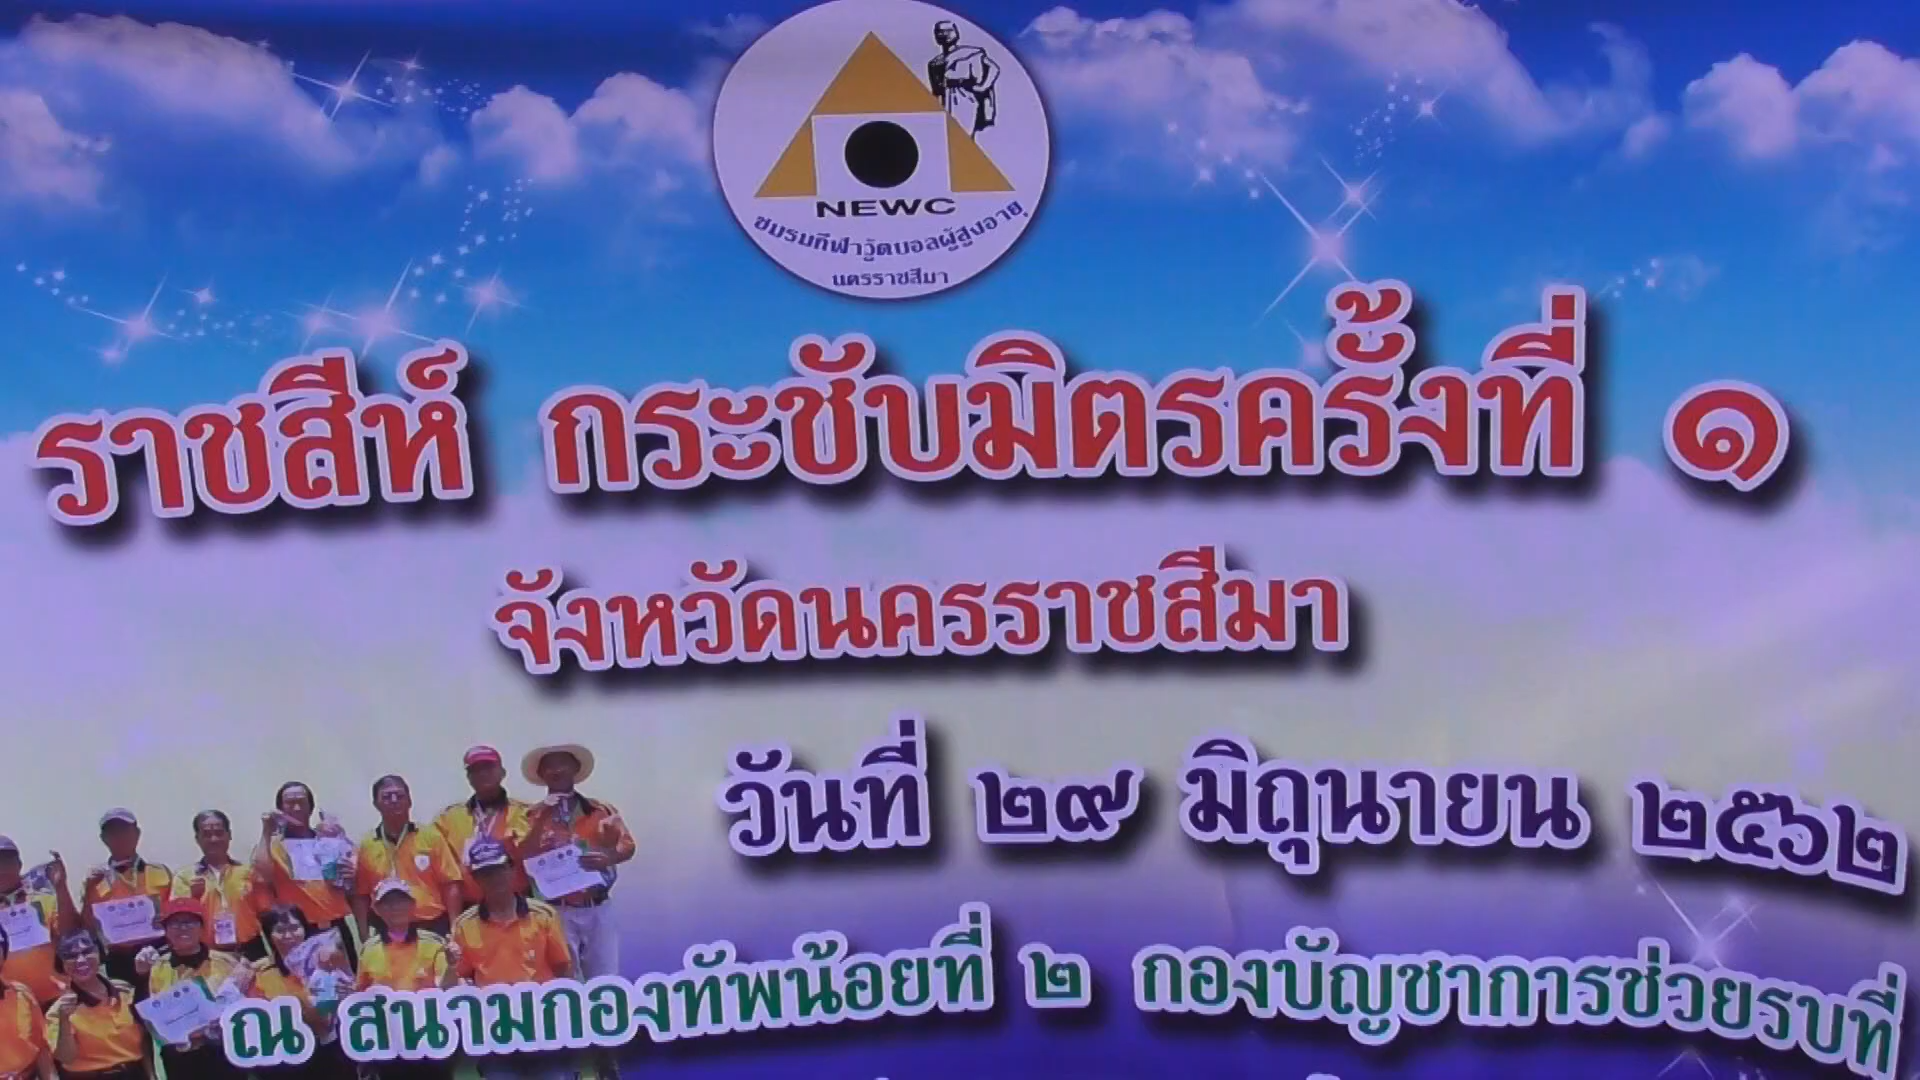 NEWC
ชมรมกีฬาวู้ดบอลผู้สูงอายุ
นครราชสีมา
ราชสีห์ กระชับมิตรครั้งที่ ๑
จังหวัดนครราชสีมา
วันที่ ๒๙ มิถุนายน ๒๕๖๒
ณ สนามกองทัพน้อยที่ ๒ กองบัญชาการช่วยรบที่